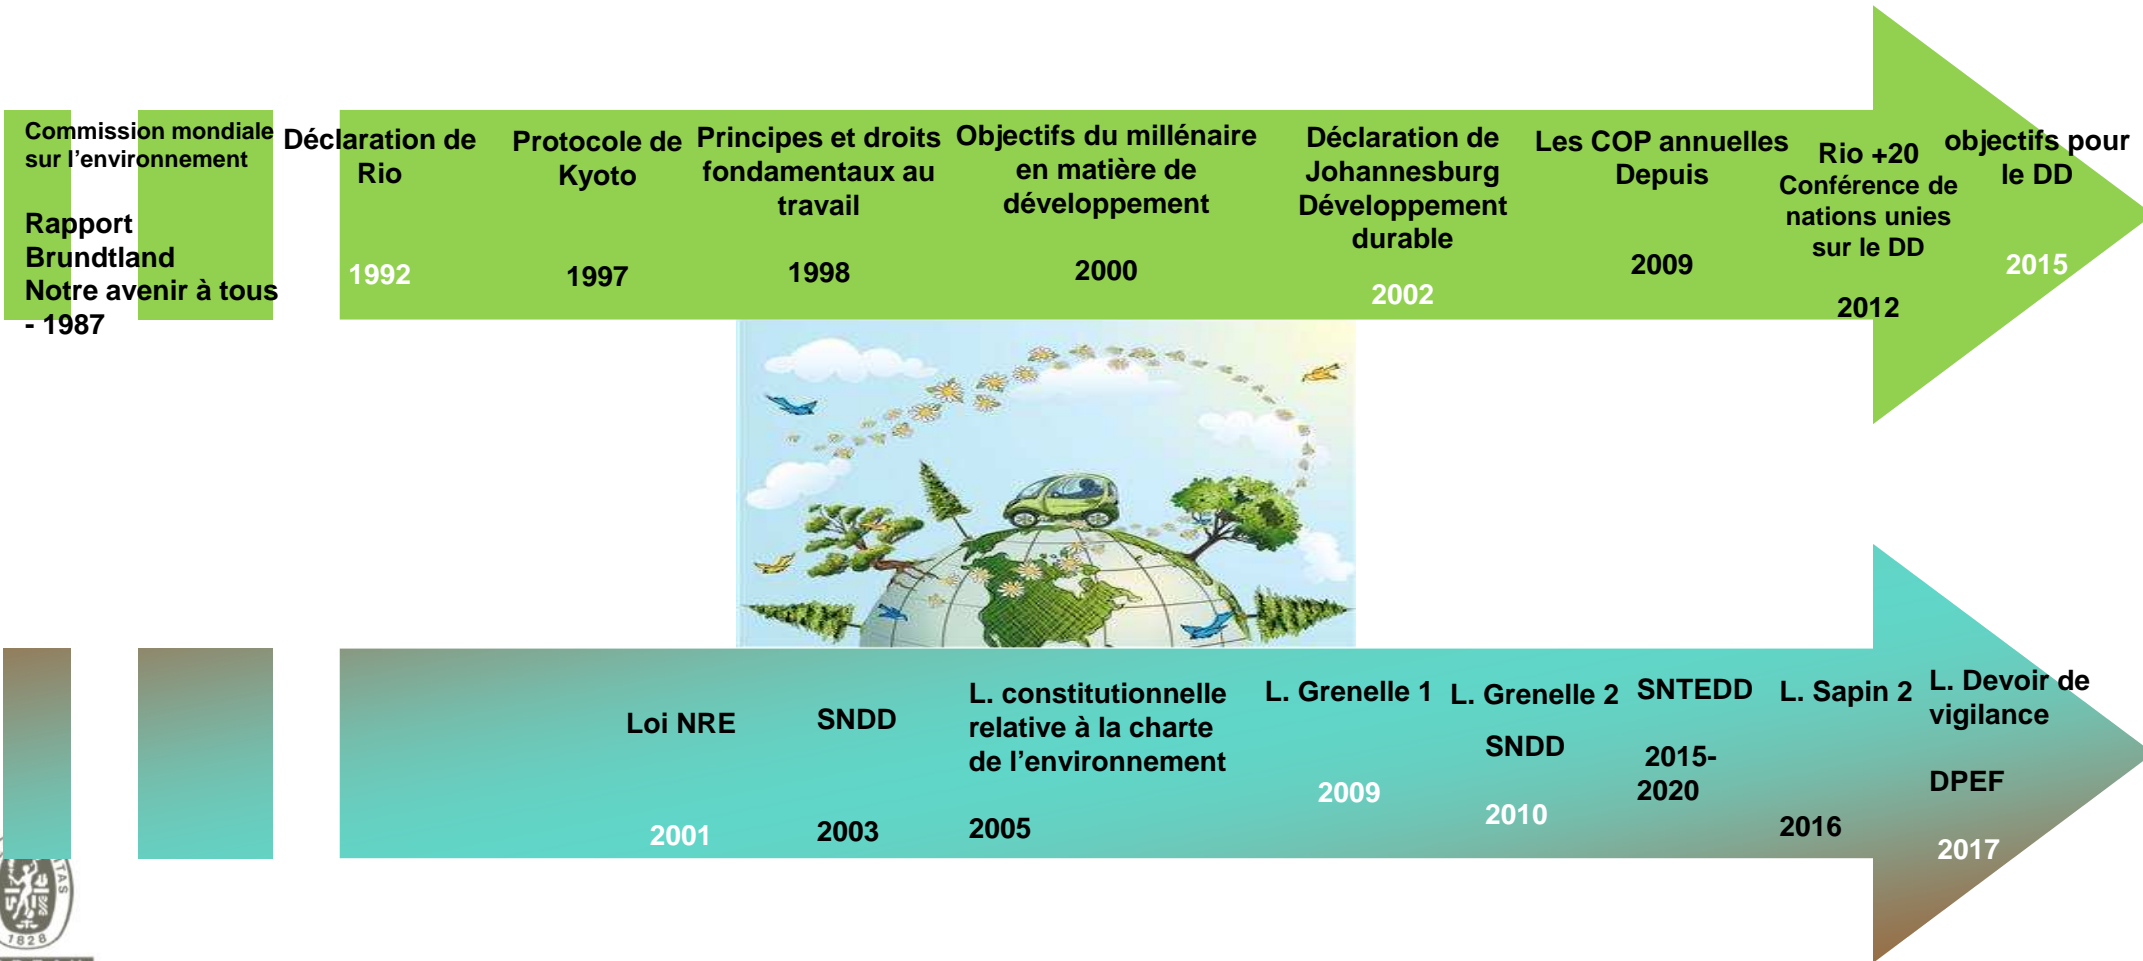 Commission mondiale
sur l'environnement
Rapport
Brundtland
Notre avenir à tous
- 1987
Déclaration de
Rio
1992
Protocole de
Kyoto
1997
Principes et droits
fondamentaux au
travail
1998
Objectifs du millénaire
en matière de
développement
2000
Déclaration de
Johannesburg
Développement
durable
2002
Les COP annuelles
Depuis
2009
Rio +20
Conférence de
nations unies
sur le DD
2012
objectifs pour
le DD
2015
Loi NRE
2001
SNDD
2003
L. constitutionnelle
relative à la charte
de l'environnement
2005
L. Grenelle 1
2009
L. Grenelle 2
SNDD
2010
SNTEDD
2015-
2020
L. Sapin 2
2016
L. Devoir de
vigilance
DPEF
2017
1828